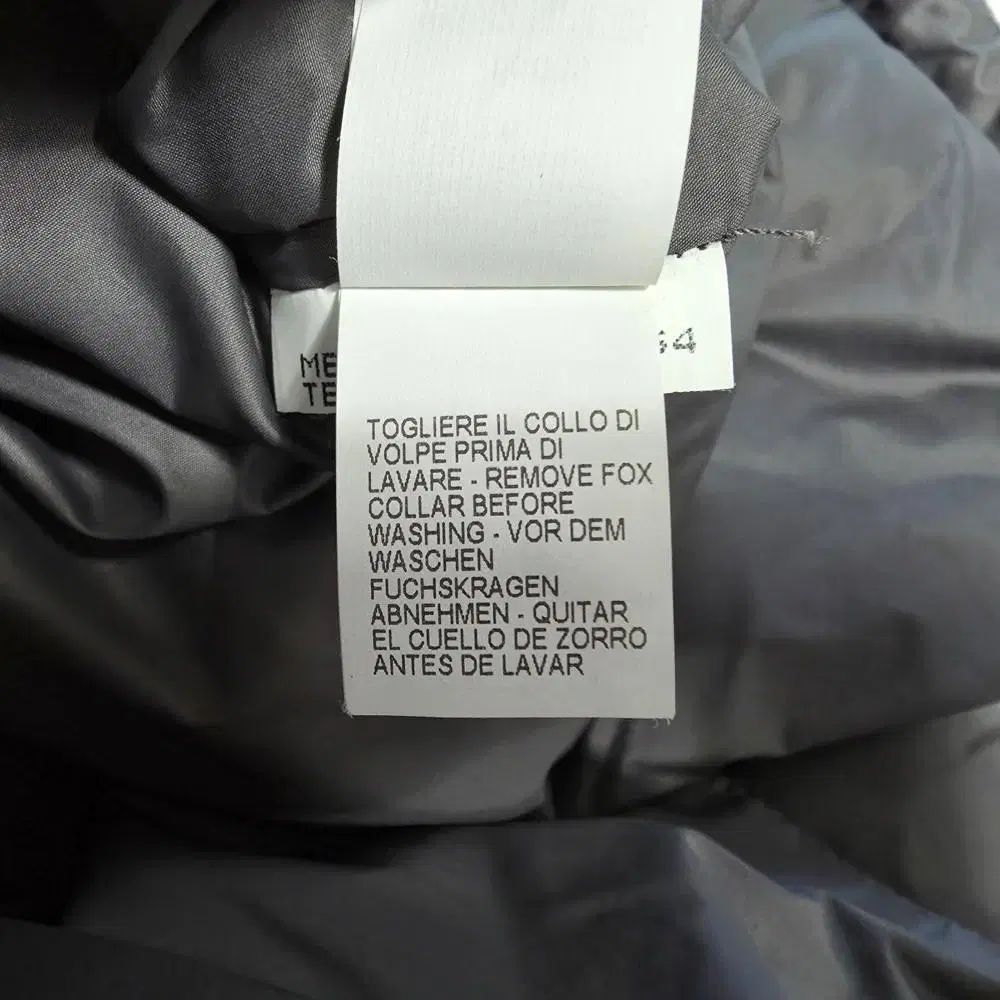 TOGLIERE IL COLLO DI
VOLPE PRIMA DI
LAVARE - REMOVE FOX
COLLAR BEFORE
WASHING - VOR DEM
WASCHEN
FUCHSKRAGEN
ABNEHMEN - QUITAR
EL CUELLO DE ZORRO
ANTES DE LAVAR